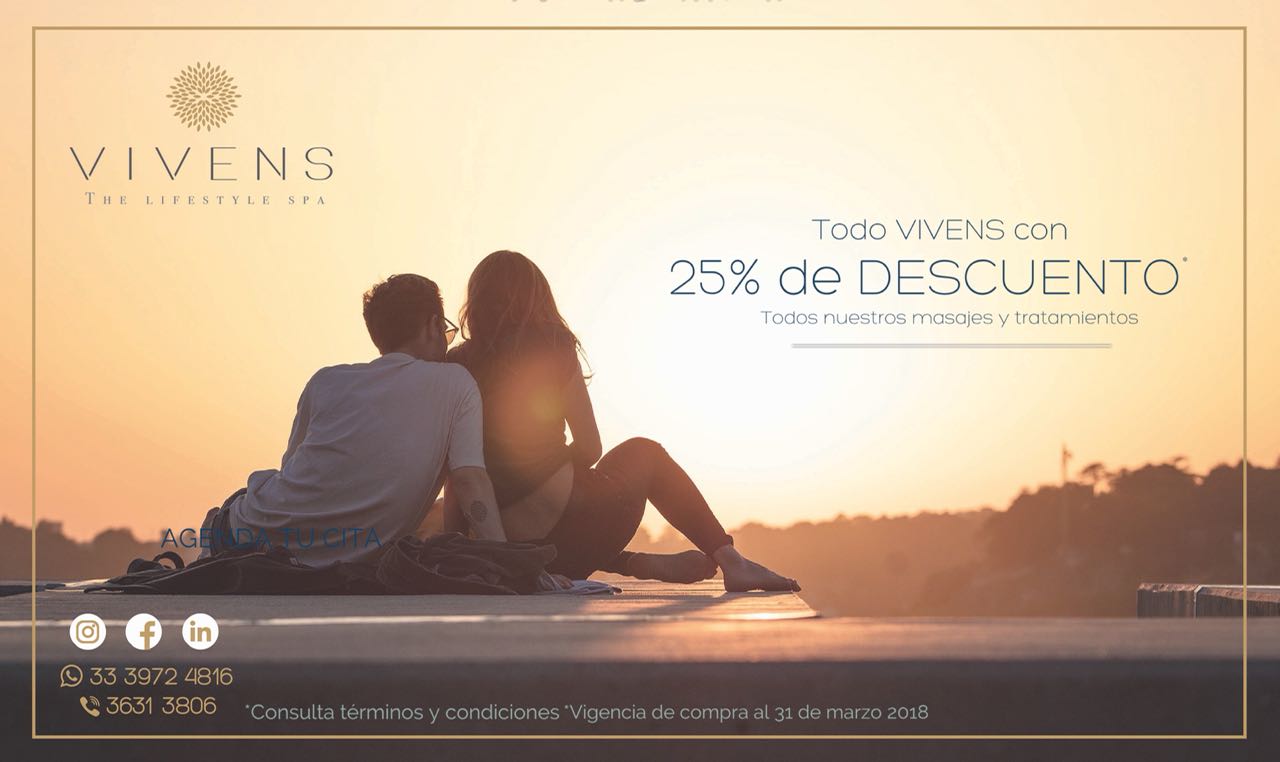 VIVENS
THE LIFESTYLE SPA
Todo VIVENS con
25% de DESCUENTO*
Todos nuestros masajes y tratamientos
AGENDA TU CITA
33 3972 4816
3631 3806
*Consulta términos y condiciones *Vigencia de compra al 31 de marzo 2018